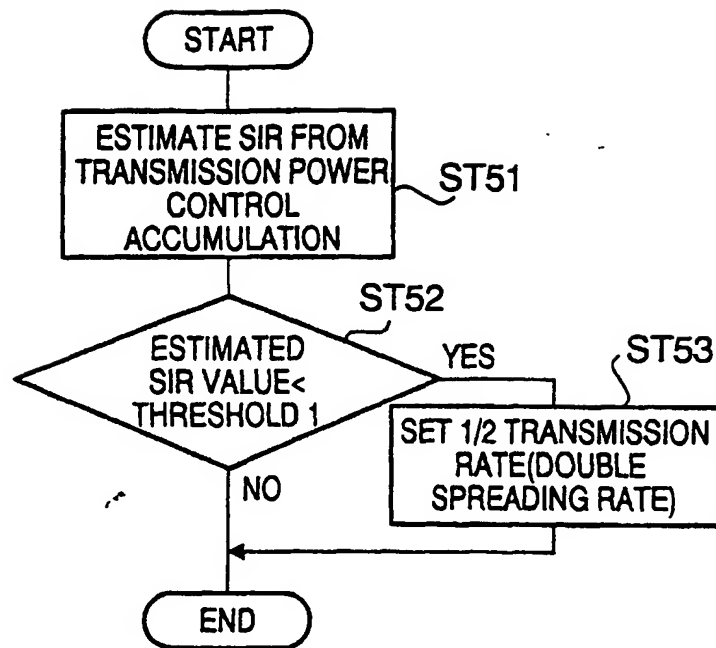 START
ESTIMATE SIR FROM
TRANSMISSION POWER
CONTROL
ACCUMULATION
ST51
ST52
ESTIMATED
SIR VALUE<
THRESHOLD 1
YES
ST53
SET 1/2 TRANSMISSION
RATE(DOUBLE
SPREADING RATE)
NO
END